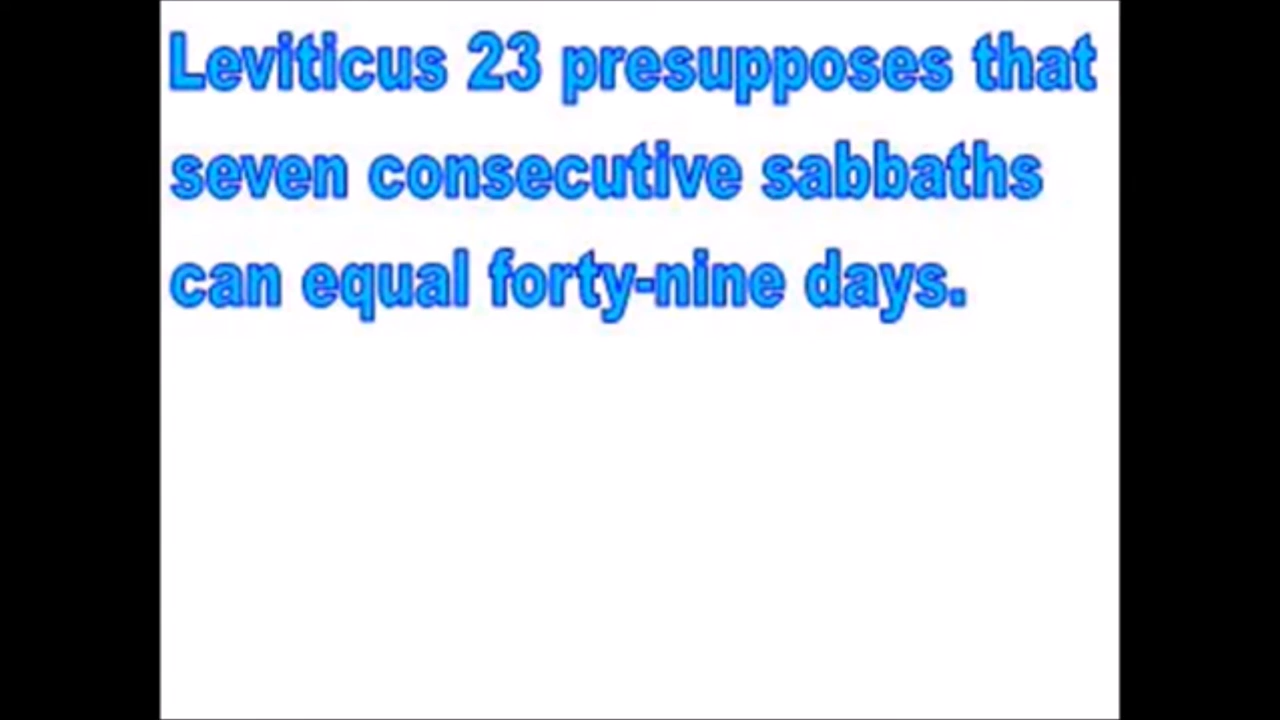 Leviticus 23 presupposes that
seven consecutive sabbaths
can equal forty-nine days.